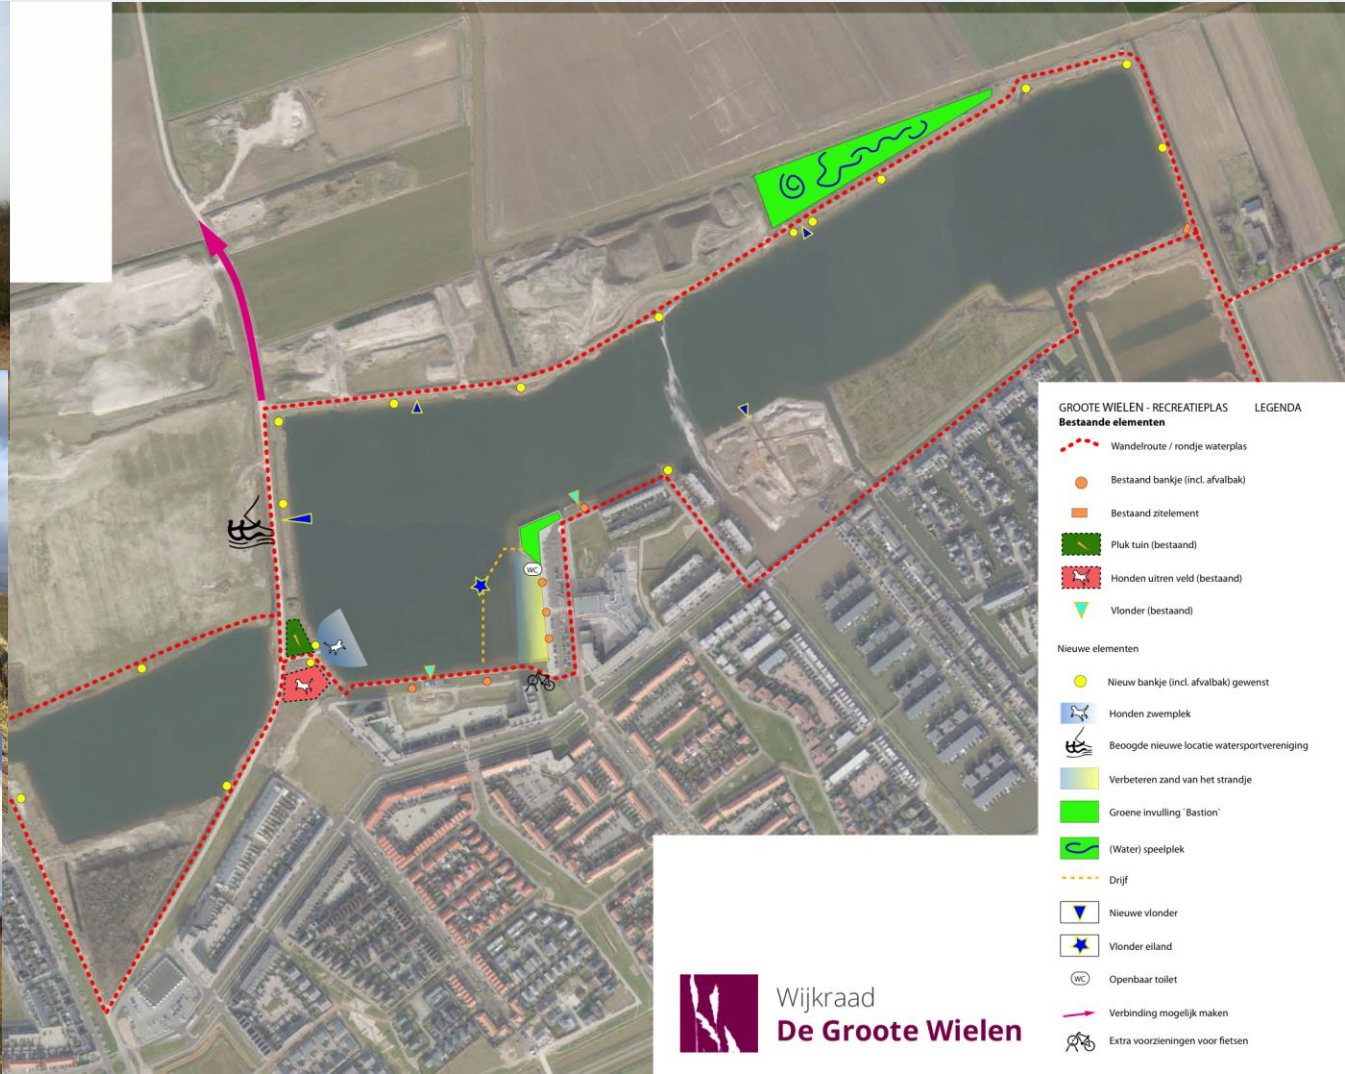 GROOTE WIELEN - RECREATIEPLAS LEGENDA
Bestaande elementen
Wandelroute / rondje waterplas
Bestaand bankje (incl. afvalbak)
Bestaand zitelement
Pluk tuin (bestaand)
Honden uitren veld (bestaand)
Vlonder (bestaand)
Nieuwe elementen
Nieuw bankje (incl. afvalbak) gewenst
Honden zwemplek
Beoogde nieuwe locatie watersportvereniging
Verbeteren zand van het strandje
Groene invulling `Bastion`
(Water) speelplek
Drijf
Nieuwe vlonder
Vlonder eiland
WC Openbaar toilet
Verbinding mogelijk maken
Extra voorzieningen voor fietsen
WC
Wijkraad
De Groote Wielen